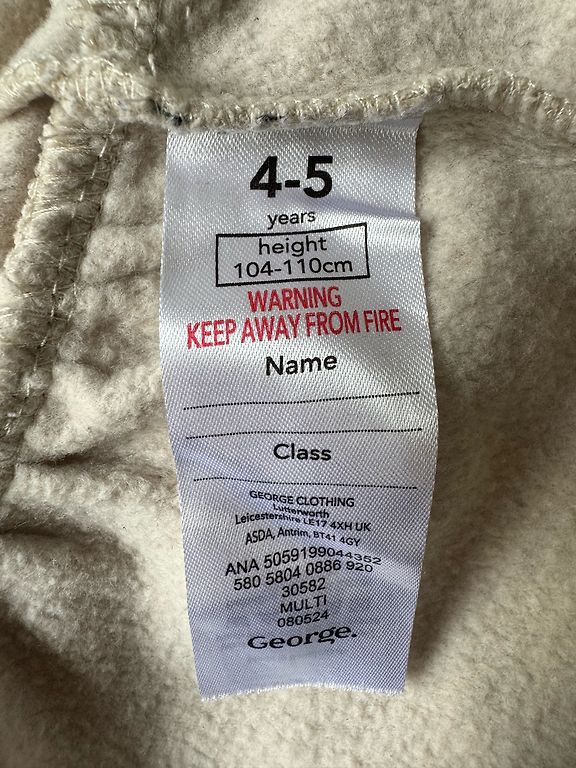 4-5
years
height
104-110cm
WARNING
KEEP AWAY FROM FIRE
Name
Class
GEORGE CLOTHING
Lutterworth
Leicestershire LE17 4XH UK
ASDA, Antrim, BT41 4GY
ANA 5059199044352
580 5804 0886 920
30582
MULTI
080524
George.